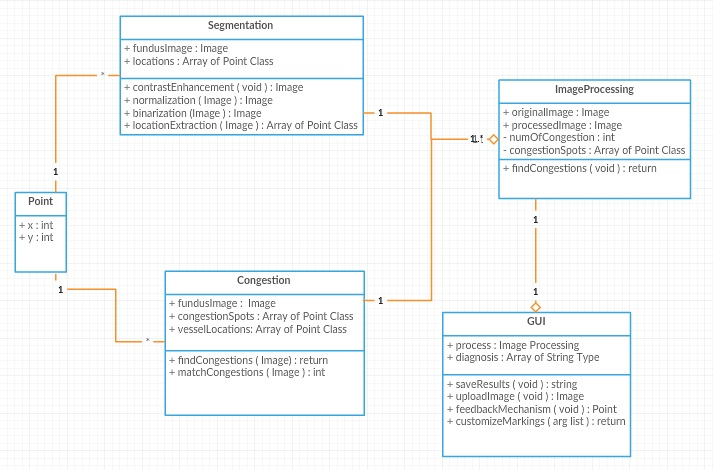 Segmentation
+ fundusImage : Image
+ locations : Array of Point Class
+ contrastEnhancement ( void ) : Image
+ normalization ( Image ) : Image
+ binarization (Image ) : Image
+ locationExtraction ( Image ) : Array of Point Class
*
1
1
ImageProcessing
+ originalImage : Image
+ processedImage : Image
- numOfCongestion : int
- congestionSpots : Array of Point Class
+ findCongestions ( void ) : return
Point
+ x : int
+ y : int
1
*
Congestion
+ fundusImage : Image
+ congestionSpots : Array of Point Class
+ vesselLocations: Array of Point Class
+ findCongestions ( Image) : return
+ matchCongestions ( Image ) : int
1
1
1
GUI
+ process : Image Processing
+ diagnosis : Array of String Type
+ saveResults ( void ) : string
+ uploadImage ( void ) : Image
+ feedbackMechanism ( void ) : Point
+ customizeMarkings ( arg list ) : return